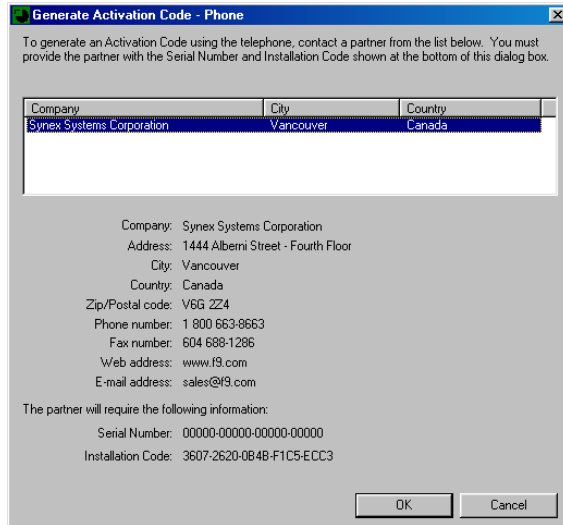 Generate Activation Code - Phone
To generate an Activation Code using the telephone, contact a partner from the list below. You must
provide the partner with the Serial Number and Installation Code shown at the bottom of this dialog box.
Company City Country
Synex Systems Corporation Vancouver Canada
Company: Synex Systems Corporation
Address: 1444 Alberni Street - Fourth Floor
City: Vancouver
Country: Canada
Zip/Postal code: V6G 2Z4
Phone number: 1 800 663-8663
Fax number: 604 688-1286
Web address: www.f9.com
E-mail address: sales@f9.com
The partner will require the following information:
Serial Number: 00000-00000-00000-00000
Installation Code: 3607-2620-0B4B-F1C5-ECC3
OK Cancel